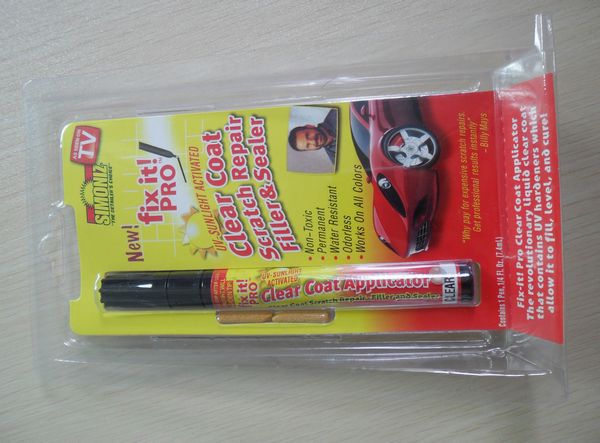 AS SEEN ON
TV
SIMONIZ
New! fix it!
PRO™
UV-SUNLIGHT ACTIVATED
Clear Coat
Scratch Repair
Filler & Sealer
• Non-Toxic
• Permanent
• Water Resistant
• Odorless
• Works On All Colors
"Why pay for expensive scratch repairs.
Get professional results instantly"
- Billy Mays
fix it!
PRO
UV-SUNLIGHT
ACTIVATED
Clear Coat Applicator
Clear Coat Scratch Repair, Filler and Sealer
CLEAR
Contains 1 Pen, 1/4 Fl. Oz. (7.4mL)
Fix-it! Pro Clear Coat Applicator
The revolutionary liquid clear coat
that contains UV hardeners which
allow it to fill, level, and cure!